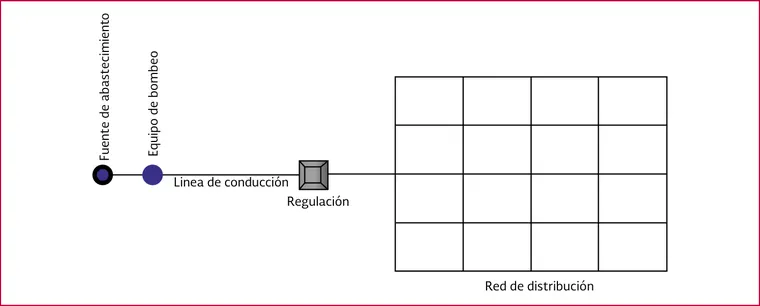 Fuente de abastecimiento
Equipo de bombeo
Linea de conducción
Regulación
Red de distribución